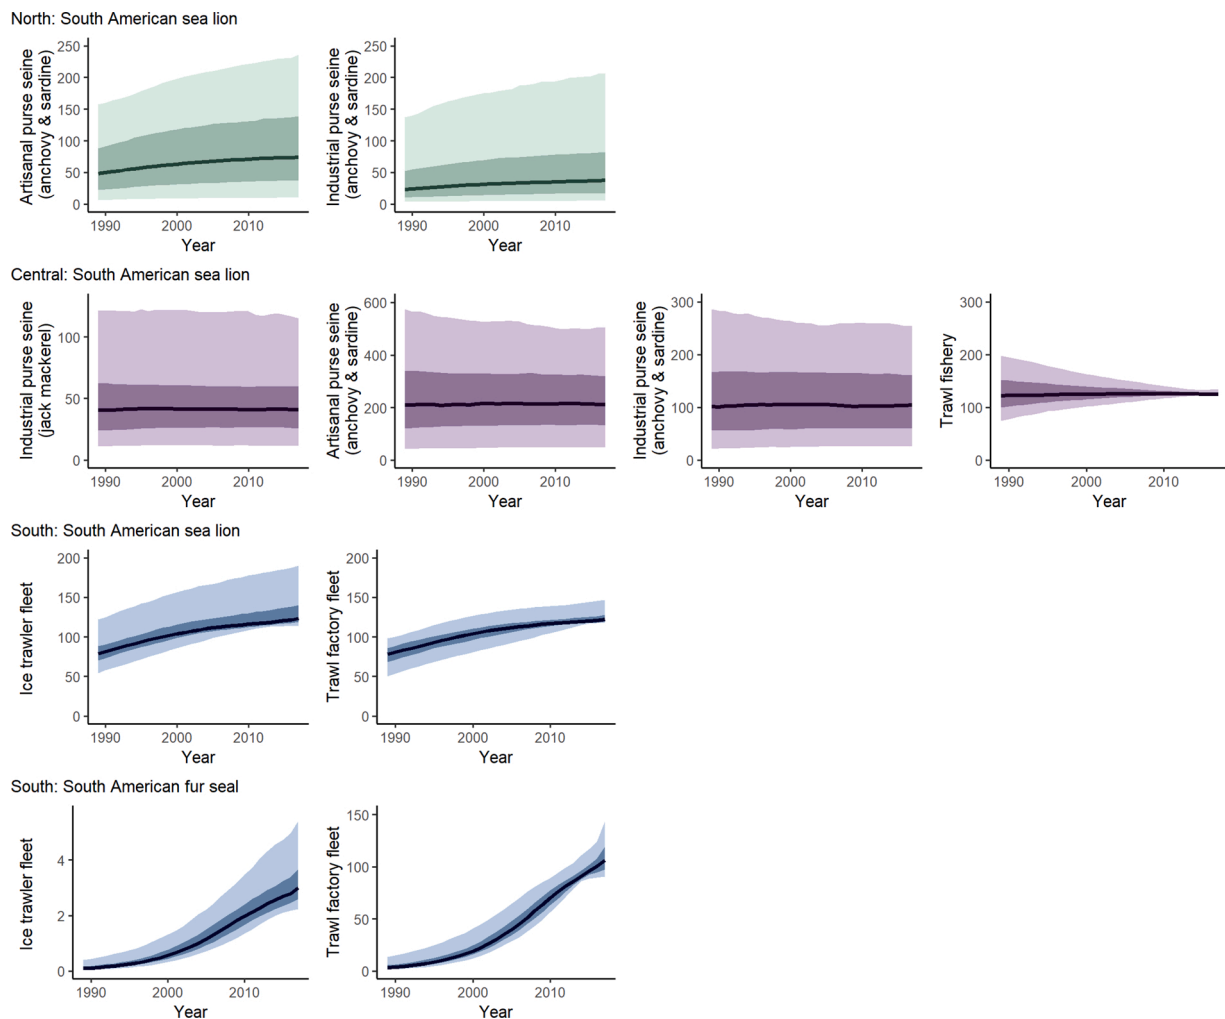 North: South American sea lion
Artisanal purse seine
(anchovy & sardine)
250
200
150
100
50
0
1990
2000
2010
Year
Industrial purse seine
(anchovy & sardine)
250
200
150
100
50
0
1990
2000
2010
Year
Central: South American sea lion
Industrial purse seine
(jack mackerel)
100
50
0
1990
2000
2010
Year
Artisanal purse seine
(anchovy & sardine)
600
400
200
0
1990
2000
2010
Year
Industrial purse seine
(anchovy & sardine)
300
200
100
0
1990
2000
2010
Year
Trawl fishery
300
200
100
0
1990
2000
2010
Year
South: South American sea lion
Ice trawler fleet
200
150
100
50
0
1990
2000
2010
Year
Trawl factory fleet
200
150
100
50
0
1990
2000
2010
Year
South: South American fur seal
Ice trawler fleet
4
2
0
1990
2000
2010
Year
Trawl factory fleet
150
100
50
0
1990
2000
2010
Year